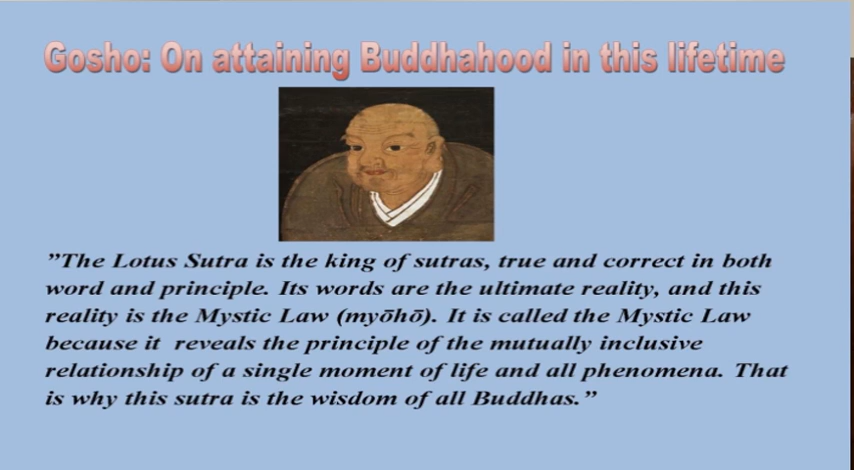 Gosho: On attaining Buddhahood in this lifetime
”The Lotus Sutra is the king of sutras, true and correct in both
word and principle. Its words are the ultimate reality, and this
reality is the Mystic Law (myōhō). It is called the Mystic Law
because it reveals the principle of the mutually inclusive
relationship of a single moment of life and all phenomena. That
is why this sutra is the wisdom of all Buddhas.”